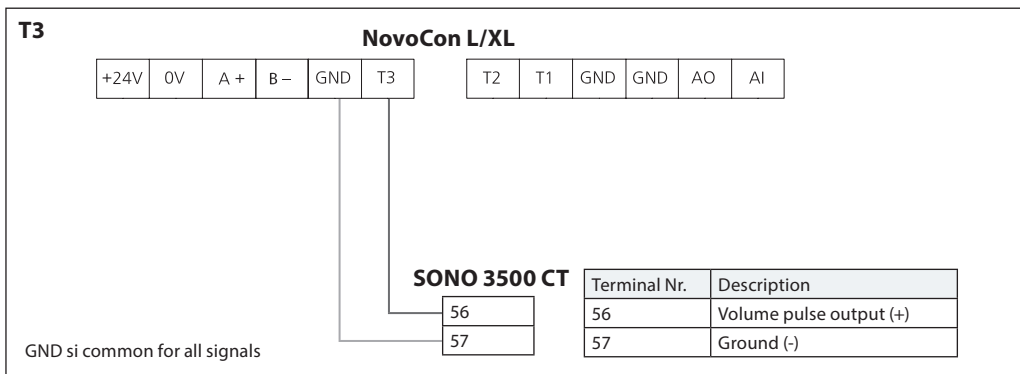 T3
NovoCon L/XL
+24V 0V A + B – GND T3 T2 T1 GND GND AO AI
SONO 3500 CT
Terminal Nr. Description
56 56 Volume pulse output (+)
57 57 Ground (-)
GND si common for all signals